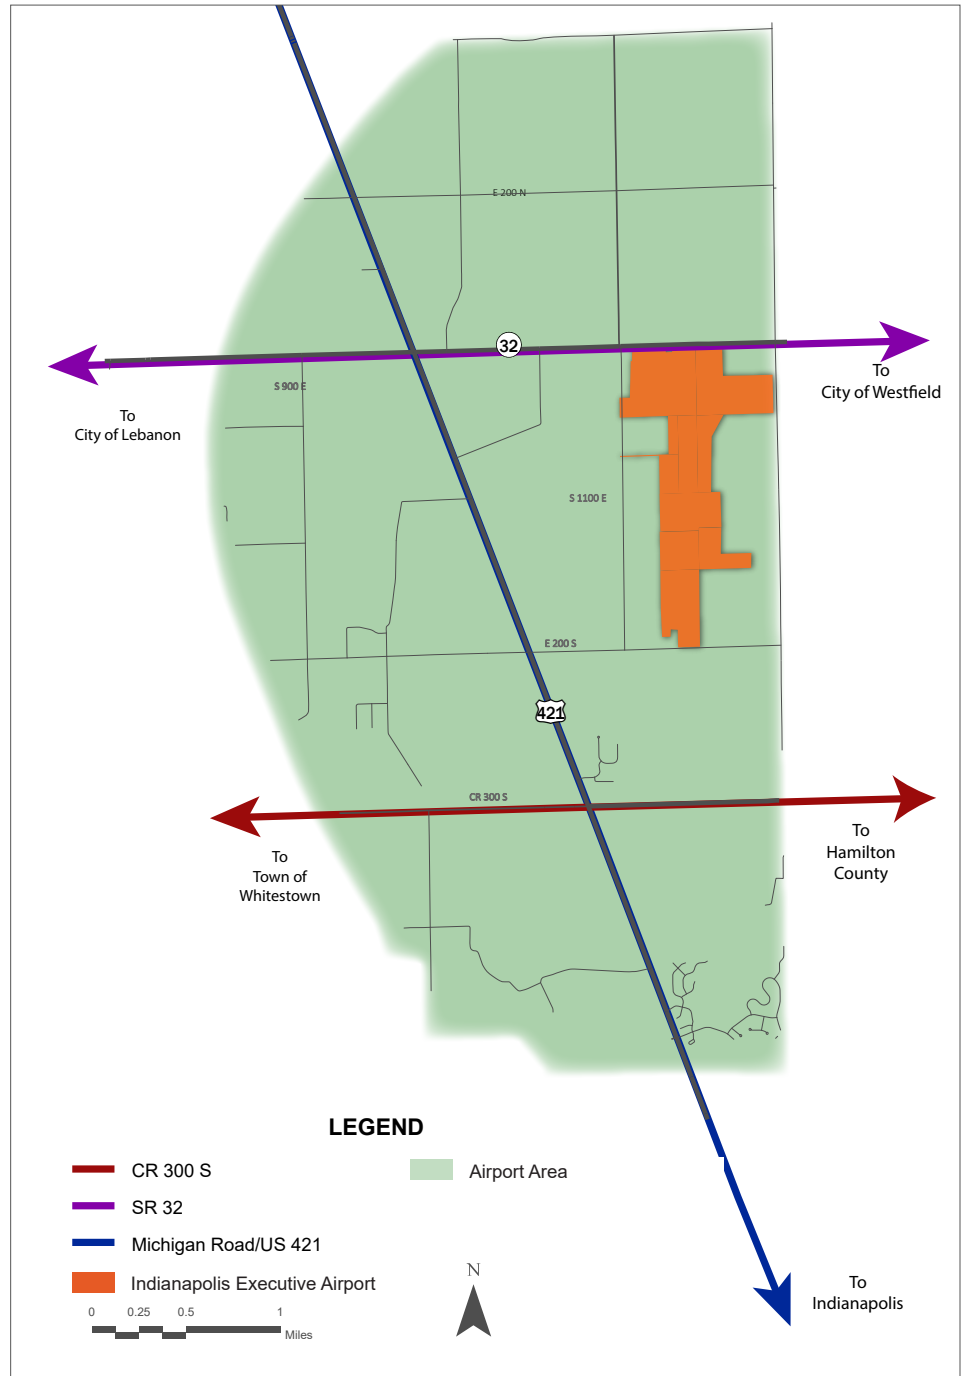 E 200 N
32
S 900 E
To
City of Westfield
To
City of Lebanon
S 1100 E
E 200 S
421
CR 300 S
To
Town of
Whitestown
To
Hamilton
County
LEGEND
CR 300 S
Airport Area
SR 32
Michigan Road/US 421
Indianapolis Executive Airport
N
To
Indianapolis
0 0.25 0.5 1
Miles